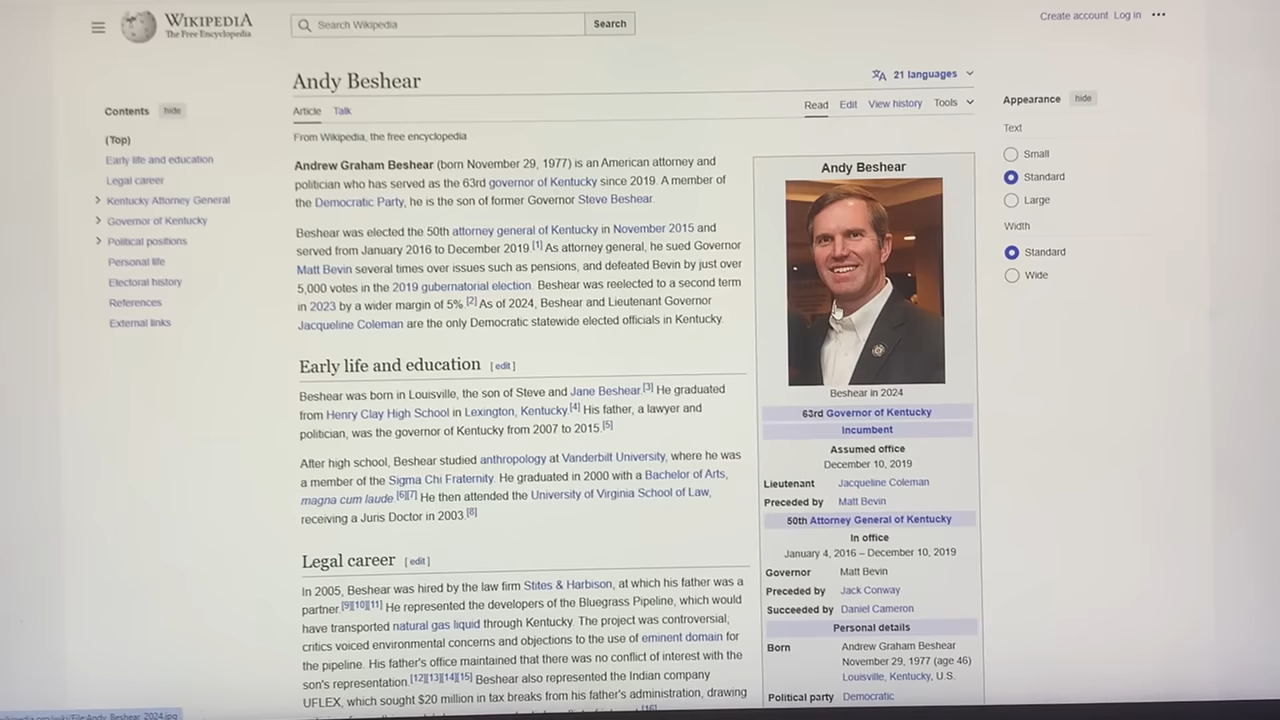 WIKIPEDIA
The Free Encyclopedia
Search Wikipedia
Search
Create account Log in
Andy Beshear
21 languages
Article Talk
Read Edit View history Tools
From Wikipedia, the free encyclopedia
Contents hide
(Top)
Early life and education
Legal career
Kentucky Attorney General
Governor of Kentucky
Political positions
Personal life
Electoral history
References
External links
Andrew Graham Beshear (born November 29, 1977) is an American attorney and
politician who has served as the 63rd governor of Kentucky since 2019. A member of
the Democratic Party, he is the son of former Governor Steve Beshear.
Beshear was elected the 50th attorney general of Kentucky in November 2015 and
served from January 2016 to December 2019.[1] As attorney general, he sued Governor
Matt Bevin several times over issues such as pensions, and defeated Bevin by just over
5,000 votes in the 2019 gubernatorial election. Beshear was reelected to a second term
in 2023 by a wider margin of 5%.[2] As of 2024, Beshear and Lieutenant Governor
Jacqueline Coleman are the only Democratic statewide elected officials in Kentucky.
Early life and education [ edit ]
Beshear was born in Louisville, the son of Steve and Jane Beshear.[3] He graduated
from Henry Clay High School in Lexington, Kentucky.[4] His father, a lawyer and
politician, was the governor of Kentucky from 2007 to 2015.[5]
After high school, Beshear studied anthropology at Vanderbilt University, where he was
a member of the Sigma Chi Fraternity. He graduated in 2000 with a Bachelor of Arts,
magna cum laude.[6][7] He then attended the University of Virginia School of Law,
receiving a Juris Doctor in 2003.[8]
Legal career [ edit ]
In 2005, Beshear was hired by the law firm Stites & Harbison, at which his father was a
partner.[9][10][11] He represented the developers of the Bluegrass Pipeline, which would
have transported natural gas liquid through Kentucky. The project was controversial;
critics voiced environmental concerns and objections to the use of eminent domain for
the pipeline. His father's office maintained that there was no conflict of interest with the
son's representation.[12][13][14][15] Beshear also represented the Indian company
UFLEX, which sought $20 million in tax breaks from his father's administration, drawing
Andy Beshear
Beshear in 2024
63rd Governor of Kentucky
Incumbent
Assumed office
December 10, 2019
Lieutenant Jacqueline Coleman
Preceded by Matt Bevin
50th Attorney General of Kentucky
In office
January 4, 2016 – December 10, 2019
Governor Matt Bevin
Preceded by Jack Conway
Succeeded by Daniel Cameron
Personal details
Born Andrew Graham Beshear
November 29, 1977 (age 46)
Louisville, Kentucky, U.S.
Political party Democratic
Appearance hide
Text
Small
Standard
Large
Width
Standard
Wide